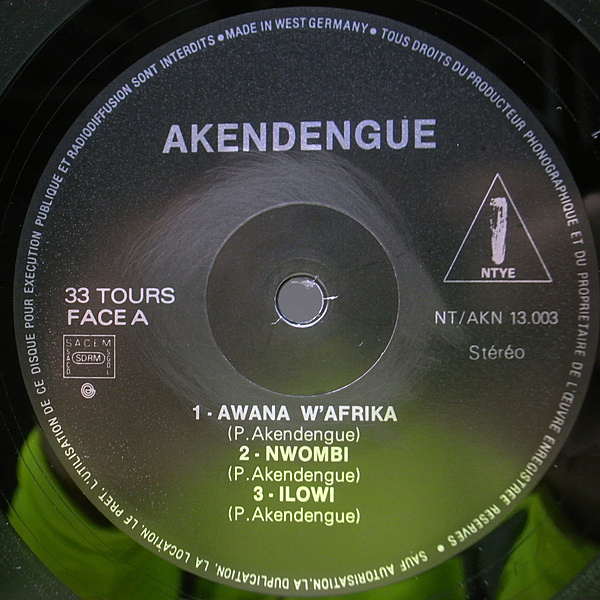 TOUS DROITS DU PRODUCTEUR PHONOGRAPHIQUE ET DU PROPRIETAIRE DE L'ŒUVRE ENREGISTREE RESERVES • SAUF AUTORISATION, LA DUPLICATION, LA LOCATION, LE PRET, L'UTILISATION DE CE DISQUE POUR EXECUTION PUBLIQUE ET RADIODIFFUSION SONT INTERDITS • MADE IN WEST GERMANY •
AKENDENGUE
NTYE
33 TOURS
FACE A
NT/AKN 13.003
Stéréo
SACEM
SDRM
1 - AWANA W'AFRIKA
(P. Akendengue)
2 - NWOMBI
(P. Akendengue)
3 - ILOWI
(P. Akendengue)